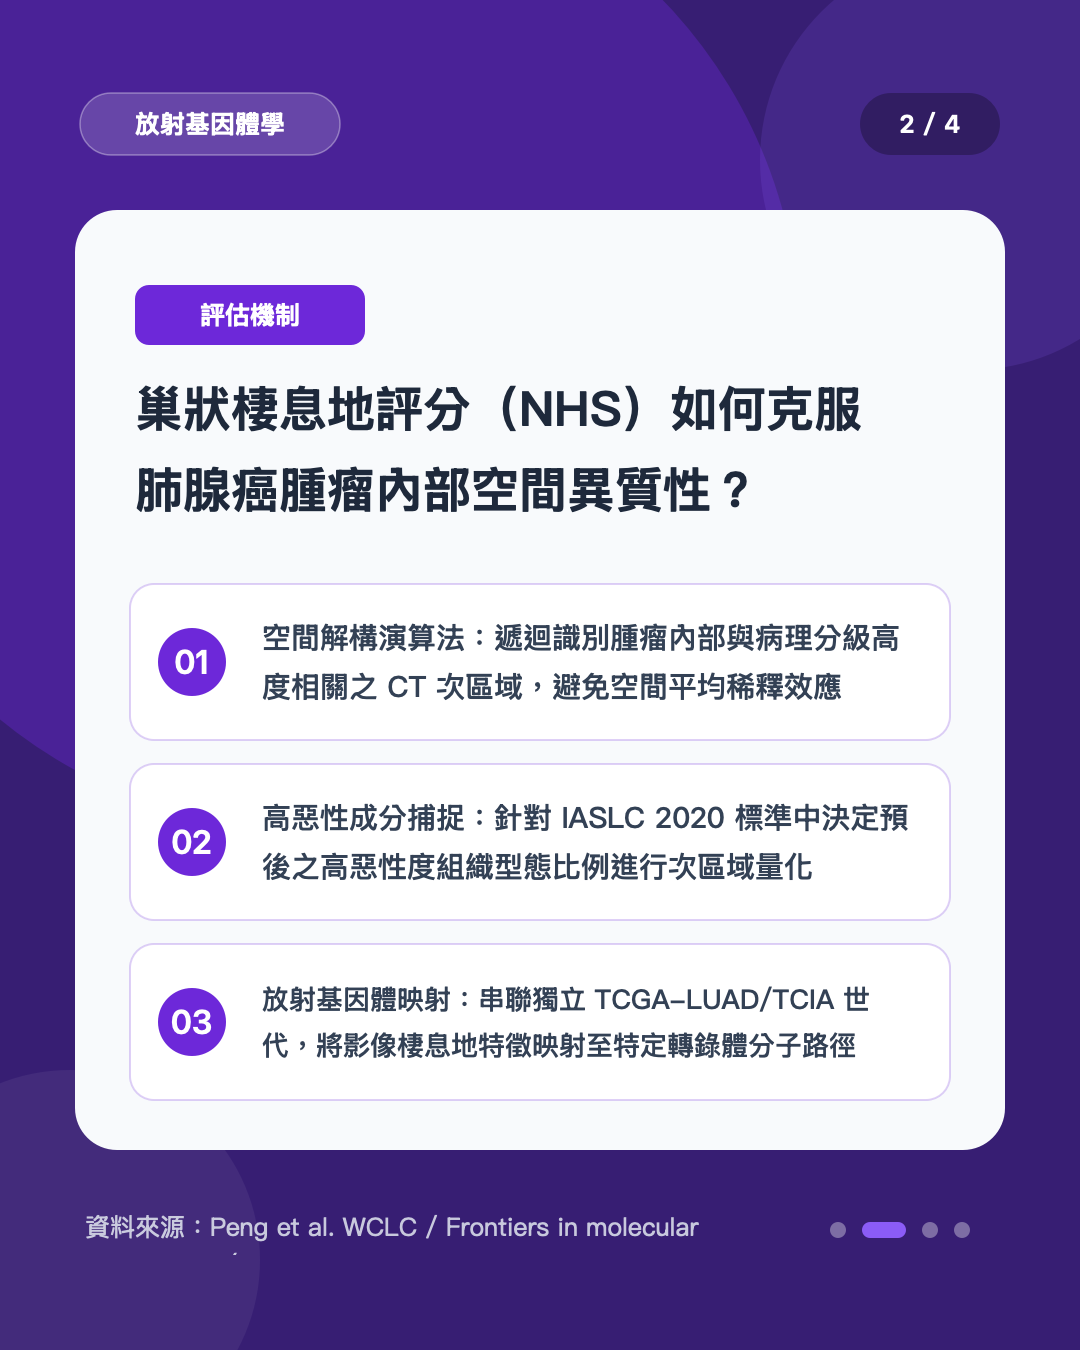 放射基因體學
2 / 4
評估機制
巢狀棲息地評分（NHS）如何克服
肺腺癌腫瘤內部空間異質性？
01
空間解構演算法：遞迴識別腫瘤內部與病理分級高
度相關之 CT 次區域，避免空間平均稀釋效應
02
高惡性成分捕捉：針對 IASLC 2020 標準中決定預
後之高惡性度組織型態比例進行次區域量化
03
放射基因體映射：串聯獨立 TCGA-LUAD/TCIA 世
代，將影像棲息地特徵映射至特定轉錄體分子路徑
資料來源：Peng et al. WCLC / Frontiers in molecular